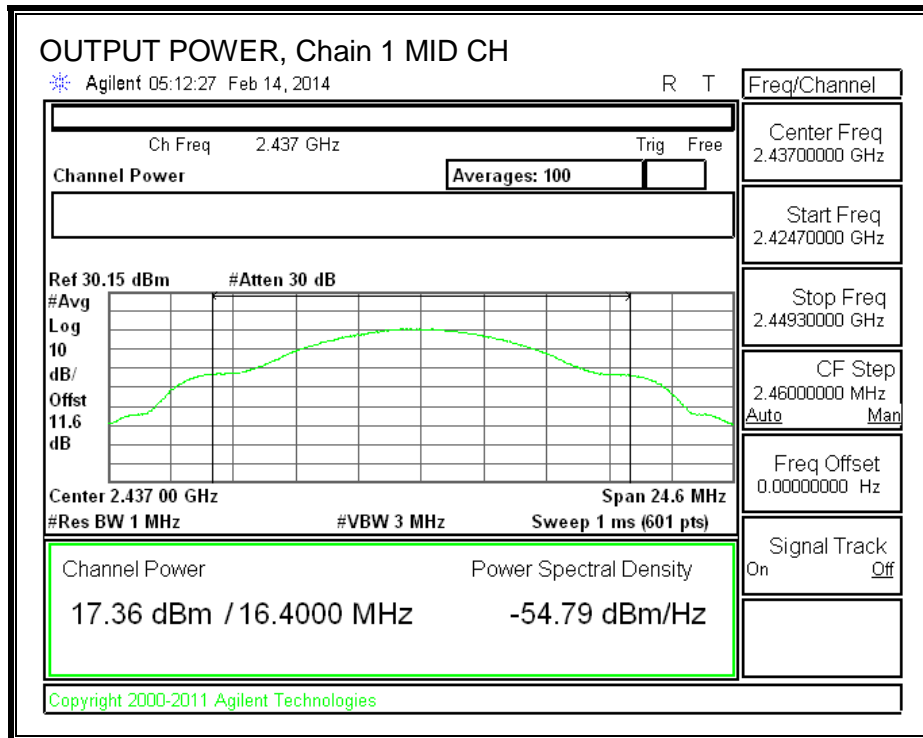 OUTPUT POWER, Chain 1 MID CH
Agilent 05:12:27 Feb 14, 2014 R T
Ch Freq 2.437 GHz Trig Free
Channel Power Averages: 100
Ref 30.15 dBm #Atten 30 dB
#Avg
Log
10
dB/
Offst
11.6
dB
Center 2.437 00 GHz Span 24.6 MHz
#Res BW 1 MHz #VBW 3 MHz Sweep 1 ms (601 pts)
Channel Power Power Spectral Density
17.36 dBm / 16.4000 MHz -54.79 dBm/Hz
Copyright 2000-2011 Agilent Technologies
Freq/Channel
Center Freq
2.43700000 GHz
Start Freq
2.42470000 GHz
Stop Freq
2.44930000 GHz
CF Step
2.46000000 MHz
Auto Man
Freq Offset
0.00000000 Hz
Signal Track
On Off